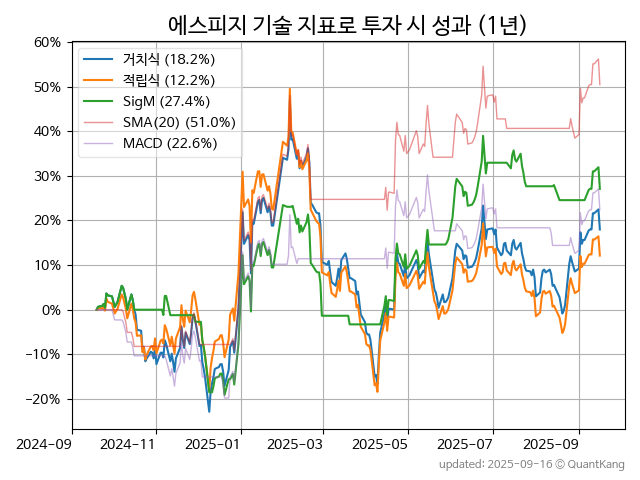 에스피지 기술 지표로 투자 시 성과 (1년)
60%
50%
40%
30%
20%
10%
0%
−10%
−20%
거치식 (18.2%)
적립식 (12.2%)
SigM (27.4%)
SMA(20) (51.0%)
MACD (22.6%)
2024-09
2024-11
2025-01
2025-03
2025-05
2025-07
2025-09
updated: 2025-09-16 ⓒ QuantKang